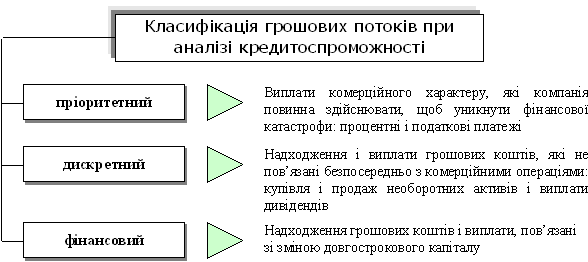 Класифікація грошових потоків при
аналізі кредитоспроможності
пріоритетний
Виплати комерційного характеру, які компанія
повинна здійснювати, щоб уникнути фінансової
катастрофи: процентні і податкові платежі
дискретний
Надходження і виплати грошових коштів, які не
пов’язані безпосередньо з комерційними операціями:
купівля і продаж необоротних активів і виплати
дивідендів
фінансовий
Надходження грошових коштів і виплати, пов’язані
зі зміною довгострокового капіталу